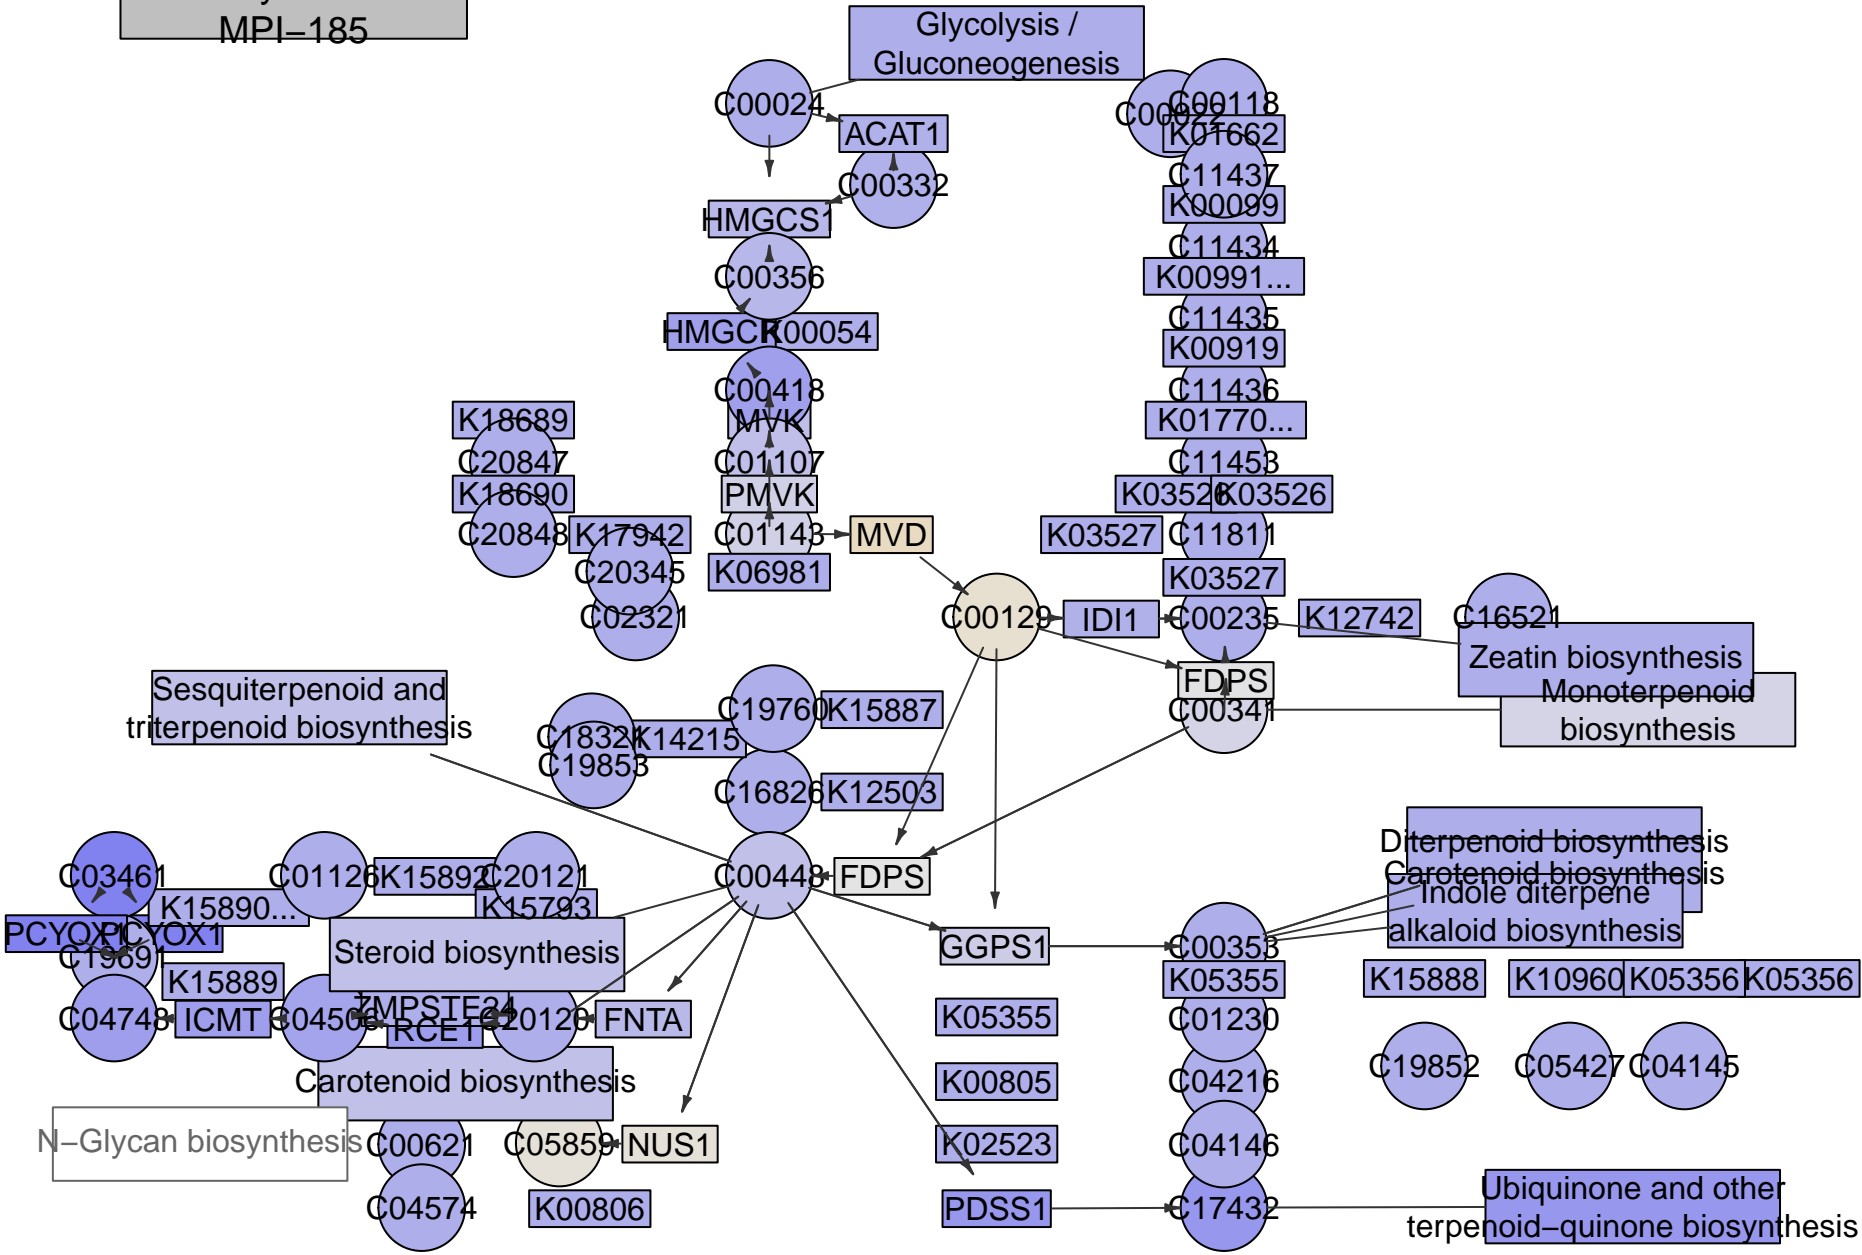 MPI−185
Glycolysis /
Gluconeogenesis
C00024
C00022
C00118
ACAT1
K01662
C00332
C11437
HMGCS1
K00099
C11434
C00356
K00991...
C11435
HMGCR
K00054
K00919
C00418
C11436
K18689
MVK
K01770...
C20847
C01107
C11453
K18690
PMVK
K03526
K03526
C20848
K17942
C01143
MVD
K03527
C11811
C20345
K06981
K03527
C02321
C00129
IDI1
C00235
K12742
C16521
Zeatin biosynthesis
Sesquiterpenoid and
triterpenoid biosynthesis
FDPS
Monoterpenoid
biosynthesis
C19760
K15887
C00341
C18324
K14215
C19853
C16826
K12503
Diterpenoid biosynthesis
Carotenoid biosynthesis
Indole diterpene
alkaloid biosynthesis
C03461
C01126
K15892
C20121
C00448
FDPS
K15890...
K15793
PCYOX1
PCYOX1
C19691
Steroid biosynthesis
GGPS1
C00353
K15889
K05355
K15888
K10960
K05356
K05356
C04748
ICMT
C04506
ZMPSTE24
RCE1
C20120
FNTA
K05355
C01230
C19852
C05427
C04145
Carotenoid biosynthesis
K00805
C04216
N−Glycan biosynthesis
C00621
C05859
NUS1
K02523
C04146
C04574
K00806
PDSS1
C17432
Ubiquinone and other
terpenoid−quinone biosynthesis